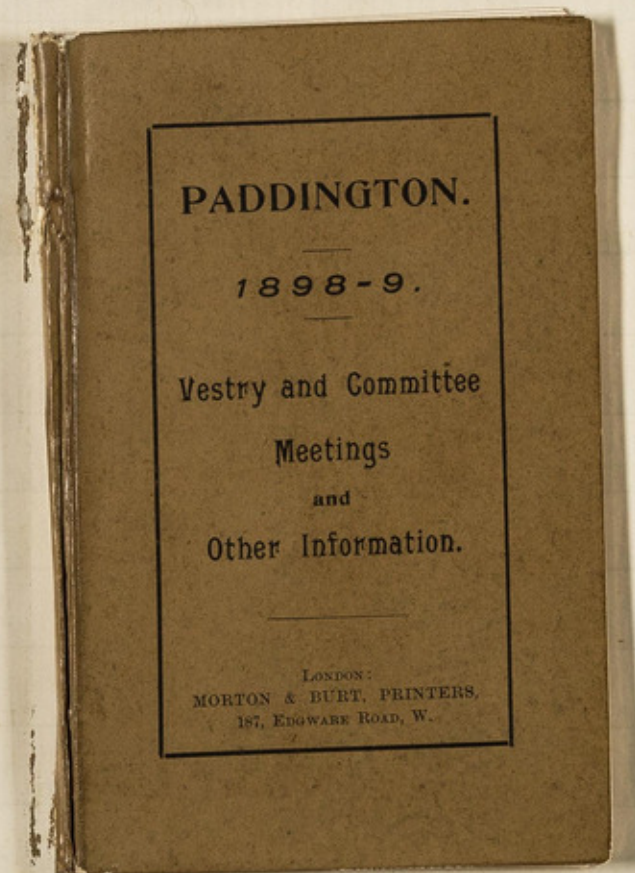 PADDINGTON.
1898-9.
Vestry and Committee
Meetings
and
Other Information.
London:
MORTON & BURT, PRINTERS,
187, Edgware Road, W.